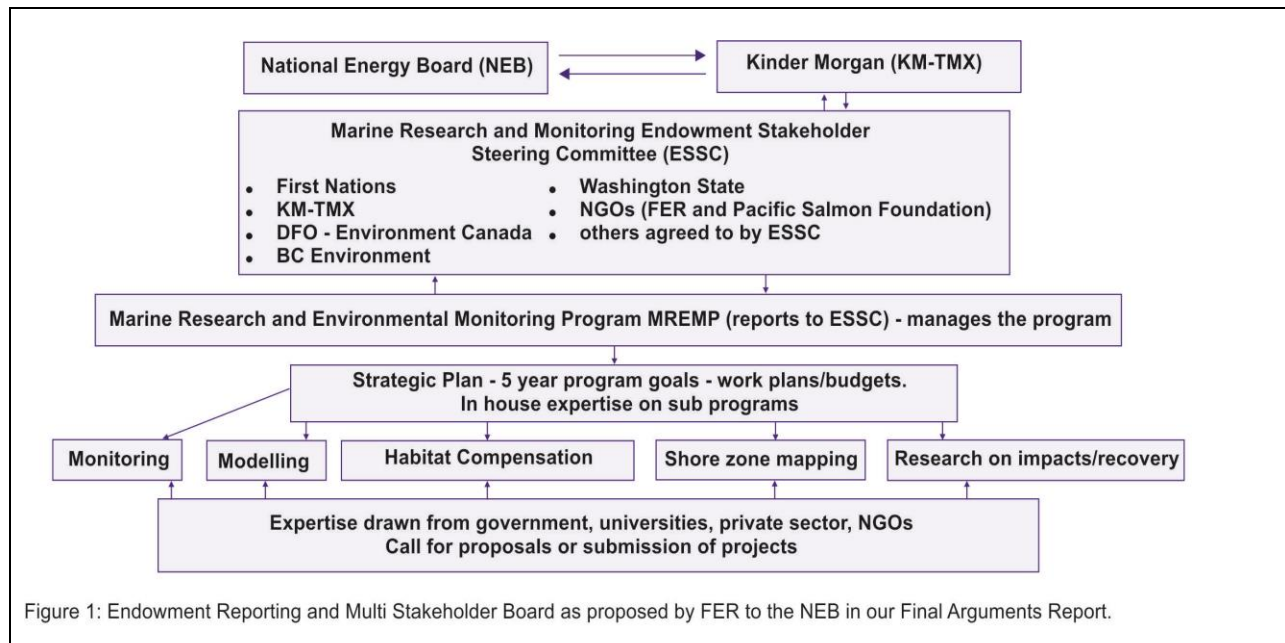 National Energy Board (NEB)
Kinder Morgan (KM-TMX)
Marine Research and Monitoring Endowment Stakeholder
Steering Committee (ESSC)
• First Nations
• KM-TMX
• DFO - Environment Canada
• BC Environment
• Washington State
• NGOs (FER and Pacific Salmon Foundation)
• others agreed to by ESSC
Marine Research and Environmental Monitoring Program MREMP (reports to ESSC) - manages the program
Strategic Plan - 5 year program goals - work plans/budgets.
In house expertise on sub programs
Monitoring
Modelling
Habitat Compensation
Shore zone mapping
Research on impacts/recovery
Expertise drawn from government, universities, private sector, NGOs
Call for proposals or submission of projects
Figure 1: Endowment Reporting and Multi Stakeholder Board as proposed by FER to the NEB in our Final Arguments Report.